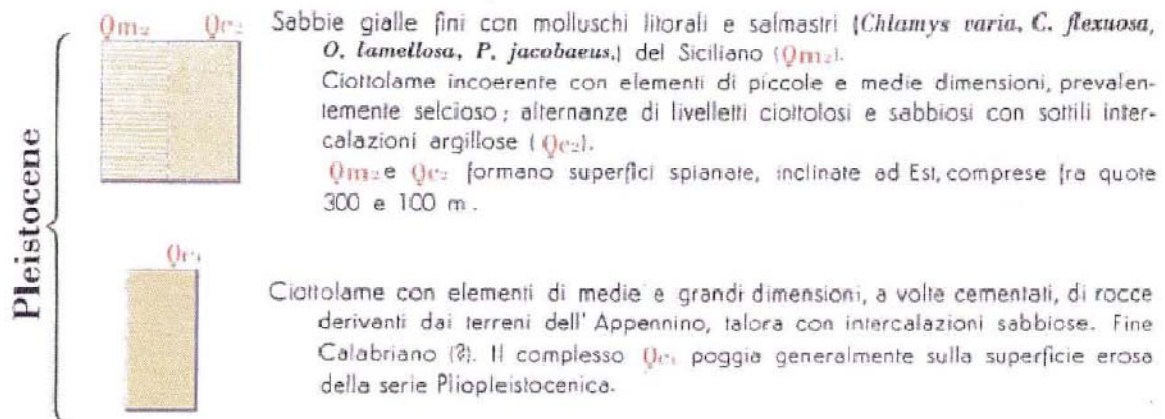 Pleistocene
Qm₂ Qc₂
Sabbie gialle fini con molluschi litorali e salmastri (Chlamys varia, C. flexuosa,
O. lamellosa, P. jacobaeus,) del Siciliano (Qm₂).
Ciottolame incoerente con elementi di piccole e medie dimensioni, prevalen-
temente selcioso; alternanze di livelletti ciottolosi e sabbiosi con sottili inter-
calazioni argillose (Qc₂).
Qm₂ e Qc₂ formano superfici spianate, inclinate ad Est, comprese fra quote
300 e 100 m.
Qc₁
Ciottolame con elementi di medie e grandi dimensioni, a volte cementati, di rocce
derivanti dai terreni dell'Appennino, talora con intercalazioni sabbiose. Fine
Calabriano (?). Il complesso Qc₁ poggia generalmente sulla superficie erosa
della serie Pliopleistocenica.